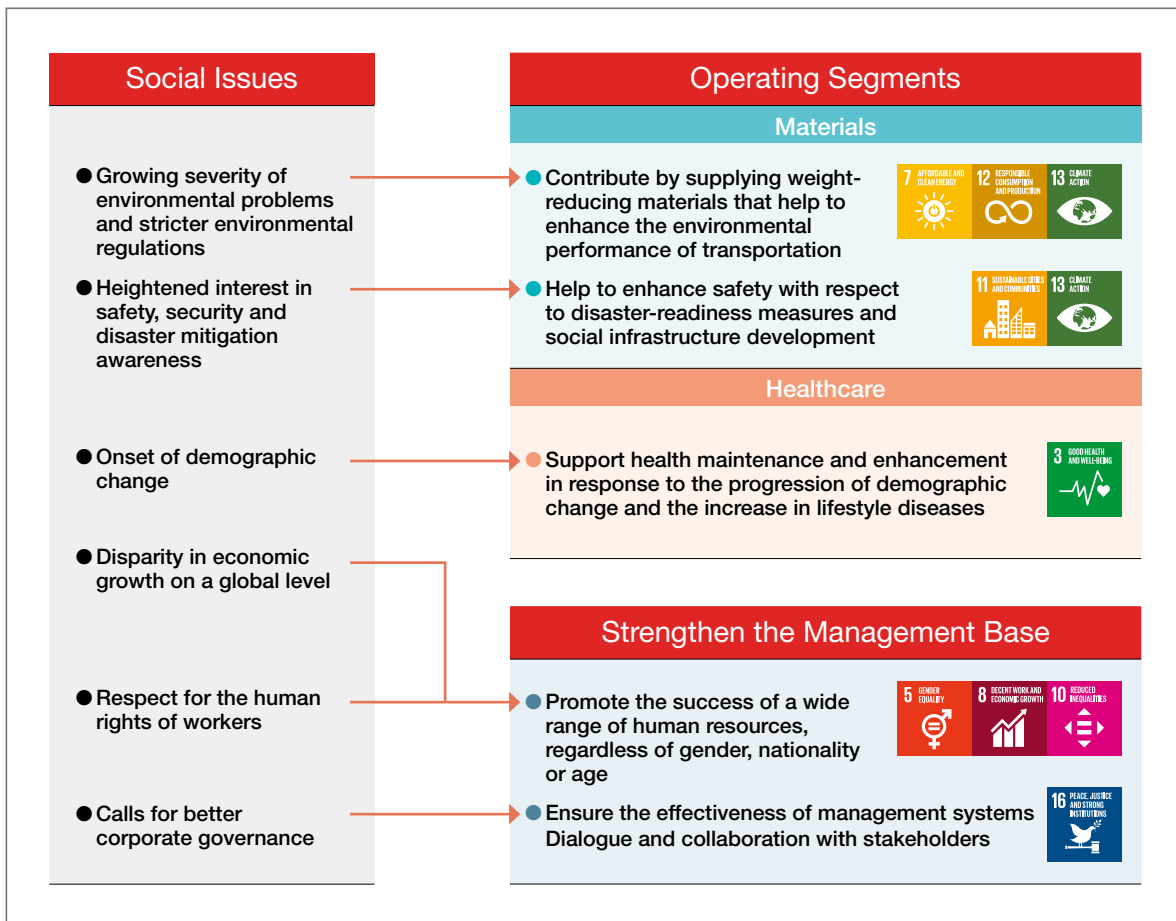 Social Issues
● Growing severity of
environmental problems
and stricter environmental
regulations
● Heightened interest in
safety, security and
disaster mitigation
awareness
● Onset of demographic
change
● Disparity in economic
growth on a global level
● Respect for the human
rights of workers
● Calls for better
corporate governance
Operating Segments
Materials
● Contribute by supplying weight-
reducing materials that help to
enhance the environmental
performance of transportation
7 AFFORDABLE AND
CLEAN ENERGY
12 RESPONSIBLE
CONSUMPTION
AND PRODUCTION
13 CLIMATE
ACTION
● Help to enhance safety with respect
to disaster-readiness measures and
social infrastructure development
11 SUSTAINABLE CITIES
AND COMMUNITIES
13 CLIMATE
ACTION
Healthcare
● Support health maintenance and enhancement
in response to the progression of demographic
change and the increase in lifestyle diseases
3 GOOD HEALTH
AND WELL-BEING
Strengthen the Management Base
● Promote the success of a wide
range of human resources,
regardless of gender, nationality
or age
5 GENDER
EQUALITY
8 DECENT WORK AND
ECONOMIC GROWTH
10 REDUCED
INEQUALITIES
● Ensure the effectiveness of management systems
Dialogue and collaboration with stakeholders
16 PEACE, JUSTICE
AND STRONG
INSTITUTIONS